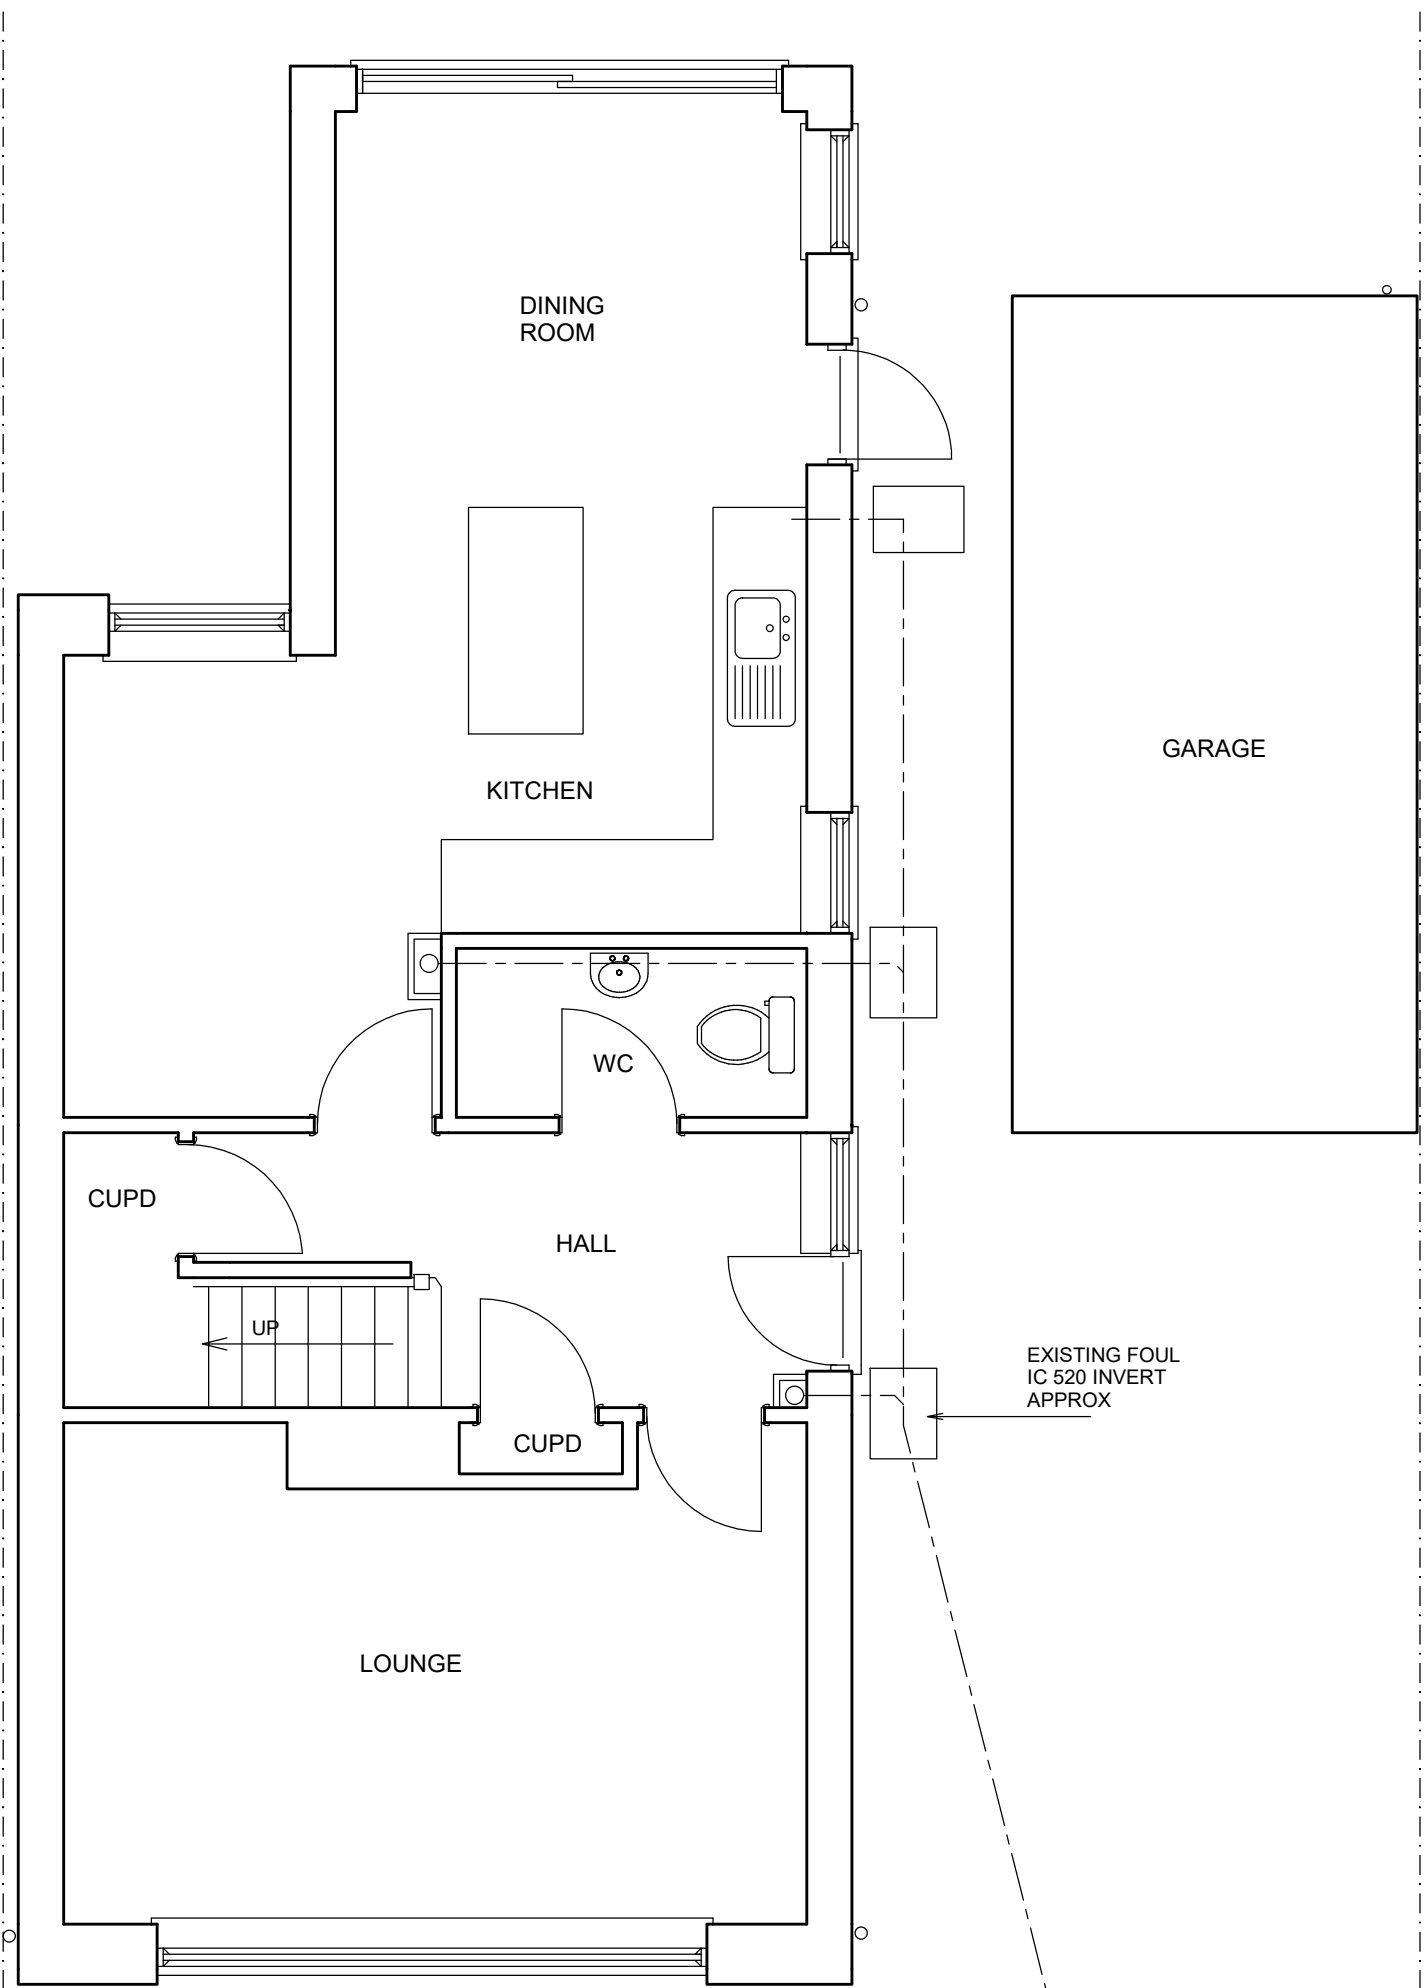 DINING
ROOM
GARAGE
KITCHEN
WC
CUPD
HALL
UP
EXISTING FOUL
IC 520 INVERT
APPROX
CUPD
LOUNGE